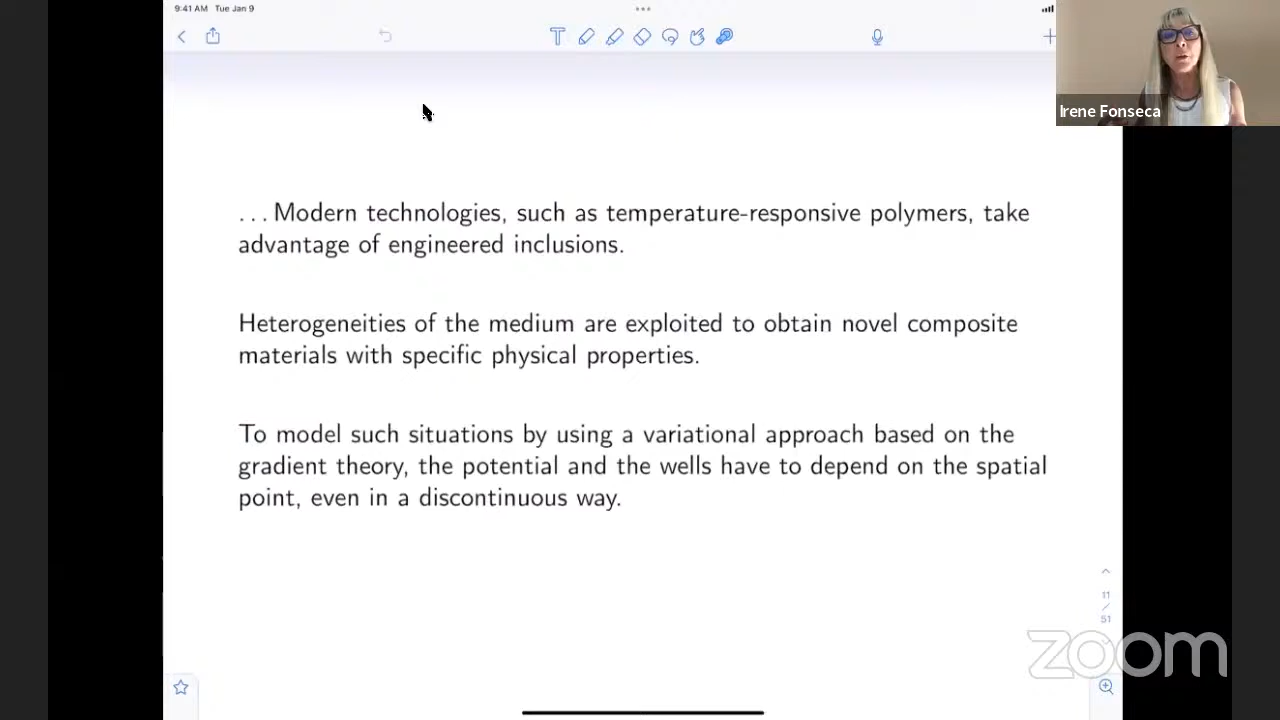 9:41 AM Tue Jan 9
Irene Fonseca
. . . Modern technologies, such as temperature-responsive polymers, take
advantage of engineered inclusions.
Heterogeneities of the medium are exploited to obtain novel composite
materials with specific physical properties.
To model such situations by using a variational approach based on the
gradient theory, the potential and the wells have to depend on the spatial
point, even in a discontinuous way.
11
/
51
zoom